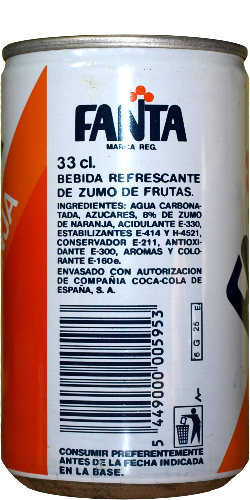 FANTA
MARCA REG.
33 cl.
BEBIDA REFRESCANTE
DE ZUMO DE FRUTAS.
INGREDIENTES: AGUA CARBONA-
TADA, AZUCARES, 8% DE ZUMO
DE NARANJA, ACIDULANTE E-330,
ESTABILIZANTES E-414 Y H-4521,
CONSERVADOR E-211, ANTIOXI-
DANTE E-300, AROMAS Y COLO-
RANTE E-160e.
ENVASADO CON AUTORIZACION
DE COMPAÑIA COCA-COLA DE
ESPAÑA, S. A.
5 449000 005953
6 G 25 E
CONSUMIR PREFERENTEMENTE
ANTES DE LA FECHA INDICADA
EN LA BASE.